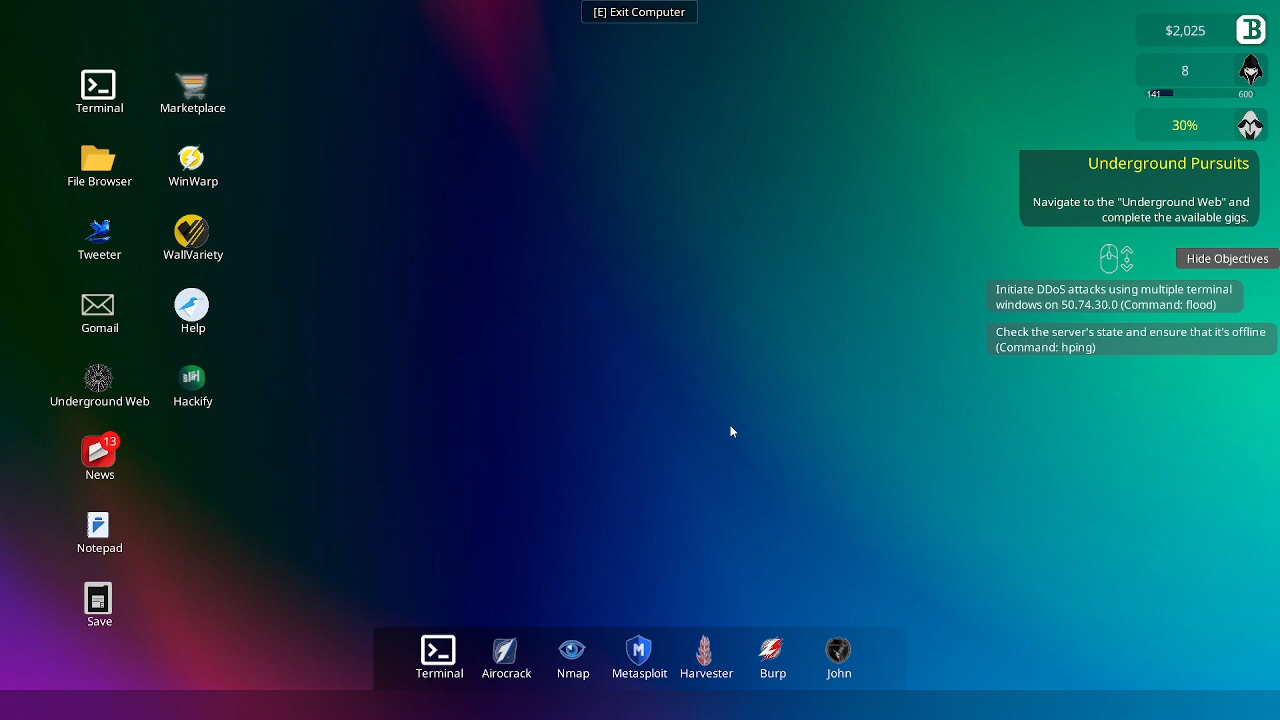 [E] Exit Computer
$2,025
B
8
141
600
30%
Underground Pursuits
Navigate to the "Underground Web" and
complete the available gigs.
Hide Objectives
Initiate DDoS attacks using multiple terminal
windows on 50.74.30.0 (Command: flood)
Check the server's state and ensure that it's offline
(Command: hping)
Terminal
Marketplace
File Browser
WinWarp
Tweeter
WallVariety
Gomail
Help
Underground Web
Hackify
13
News
Notepad
Save
M
Terminal
Airocrack
Nmap
Metasploit
Harvester
Burp
John